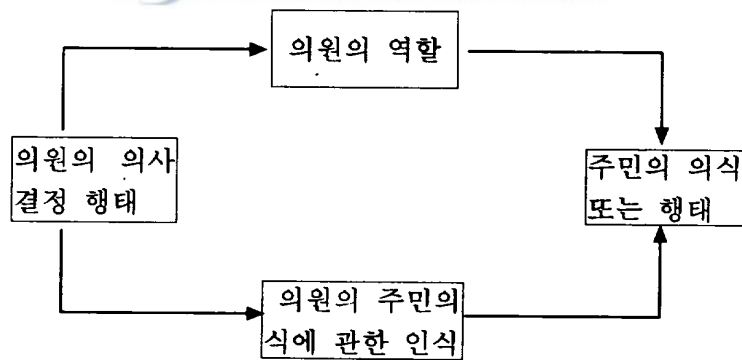 의원의 역할
의원의 의사
결정 행태
주민의 의식
또는 행태
의원의 주민의
식에 관한 인식